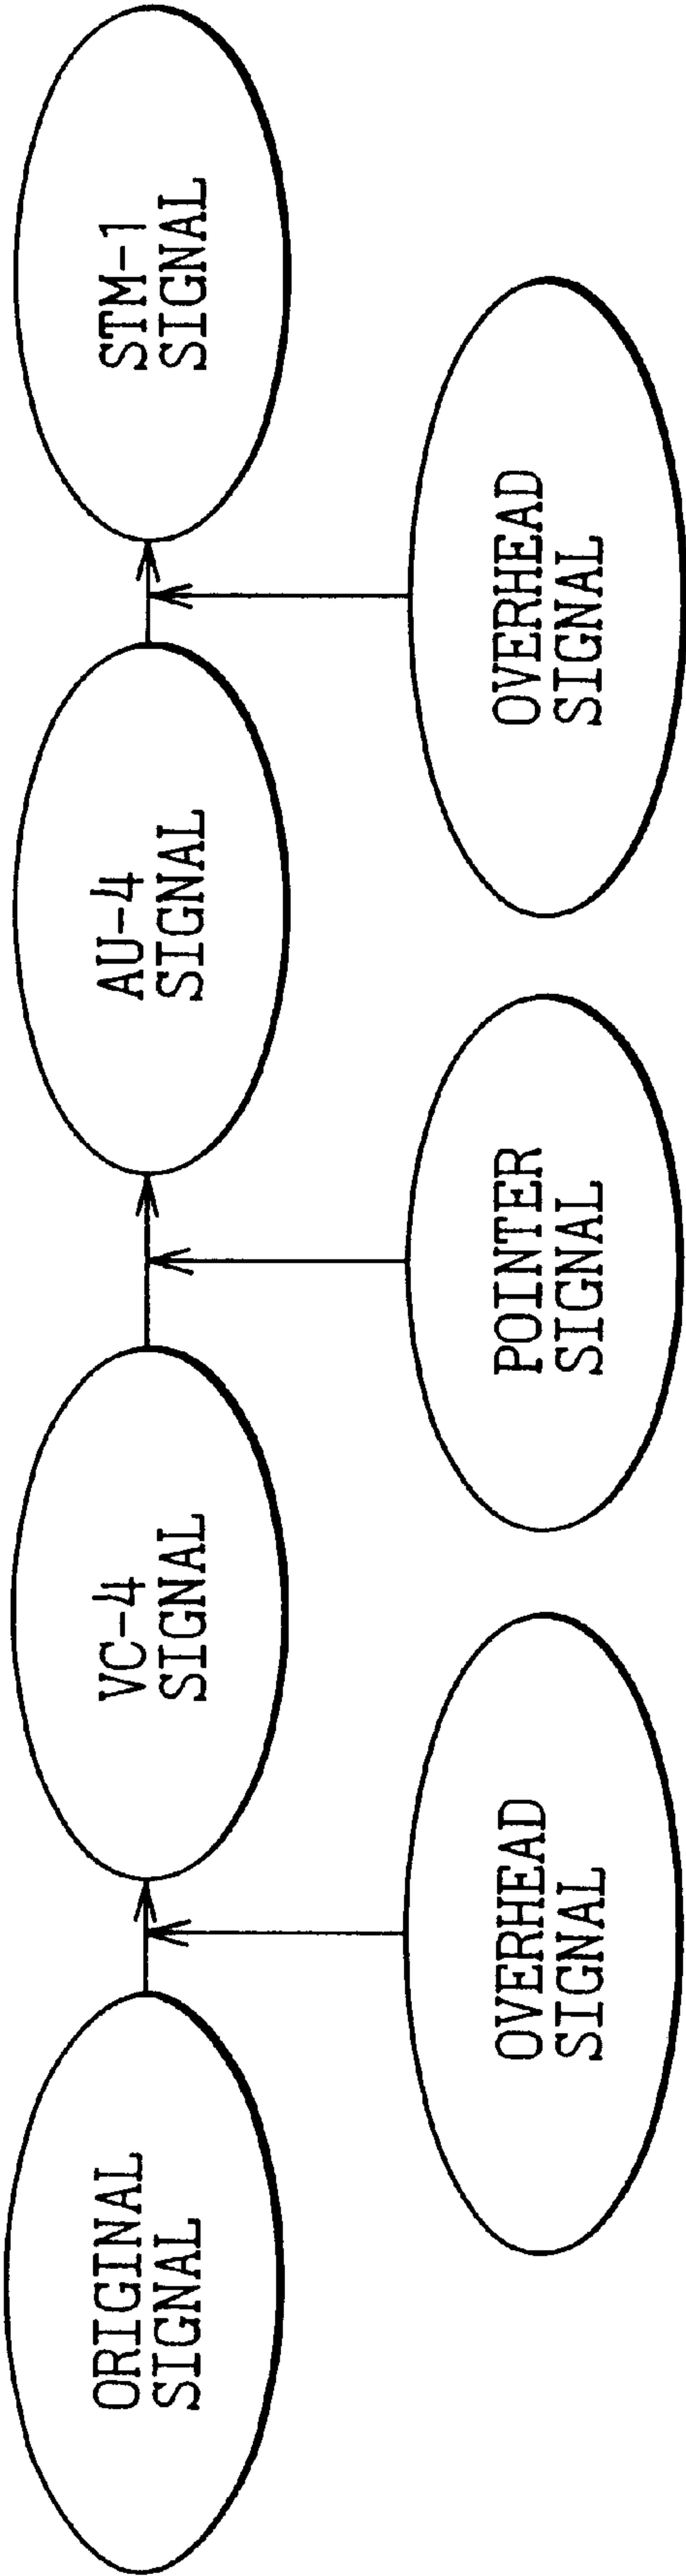 ORIGINAL
SIGNAL
VC-4
SIGNAL
AU-4
SIGNAL
STM-1
SIGNAL
OVERHEAD
SIGNAL
POINTER
SIGNAL
OVERHEAD
SIGNAL